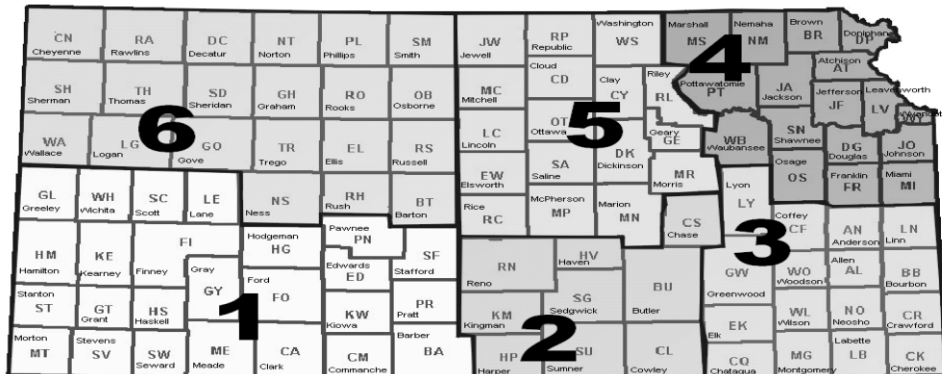 CN Cheyenne
RA Rawlins
DC Decatur
NT Norton
PL Phillips
SM Smith
JW Jewell
RP Republic
WS Washington
MS Marshall
NM Nemaha
BR Brown
DP Doniphan
SH Sherman
TH Thomas
SD Sheridan
GH Graham
RO Rooks
OB Osborne
MC Mitchell
CD Cloud
CY Clay
RL Riley
PT Pottawatomie
JA Jackson
AT Atchison
JF Jefferson
LV Leavenworth
WA Wallace
LG Logan
GO Gove
TR Trego
EL Ellis
RS Russell
LC Lincoln
OT Ottawa
SA Saline
DK Dickinson
GE Geary
WB Waubansee
SN Shawnee
DG Douglas
JO Johnson
6
5
4
GL Greeley
WH Wichita
SC Scott
LE Lane
NS Ness
RH Rush
BT Barton
EW Elsworth
RC Rice
MP McPherson
MN Marion
MR Morris
CS Chase
LY Lyon
OS Osage
FR Franklin
MI Miami
HM Hamilton
KE Kearney
FI Finney
HG Hodgeman
PN Pawnee
ED Edwards
SF Stafford
RN Reno
HV Haven
BU Butler
GW Greenwood
CF Coffey
AN Anderson
LN Linn
ST Stanton
GT Grant
HS Haskell
GY Gray
FO Ford
KW Kiowa
PR Pratt
KM Kingman
SG Sedgwick
WO Woodson
AL Allen
BB Bourbon
1
2
3
MT Morton
SV Stevens
SW Seward
ME Meade
CA Clark
CM Commanche
BA Barber
HP Harper
SU Sumner
CL Cowley
EK Elk
CQ Chataqua
WL Wilson
NO Neosho
CR Crawford
MG Montgomery
LB Labette
CK Cherokee